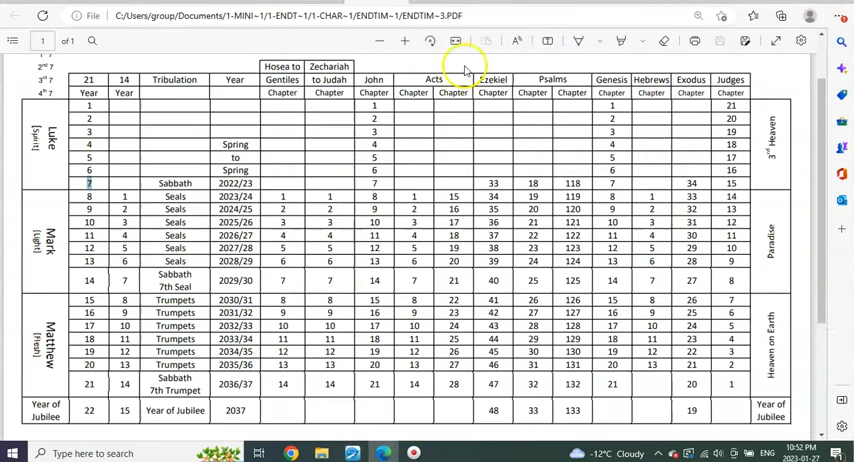 File | C:/Users/group/Documents/1-MINI~1/1-ENDT~1/1-CHAR~1/ENDTIM~1/ENDTIM~3.PDF
1 of 1
2nd 7 Hosea to Zechariah
3rd 7 21 14 Tribulation Year Gentiles to Judah John Acts Ezekiel Psalms Genesis Hebrews Exodus Judges
4th 7 Year Year Chapter Chapter Chapter Chapter Chapter Chapter Chapter Chapter Chapter Chapter Chapter Chapter
Luke
[Spirit]
1 1 1 21
2 2 2 20
3 3 3 19
4 Spring 4 4 18
5 to 5 5 17
6 Spring 6 6 16
7 Sabbath 2022/23 7 33 18 118 7 34 15
3rd Heaven
Mark
[Light]
8 1 Seals 2023/24 1 1 8 1 15 34 19 119 8 1 33 14
9 2 Seals 2024/25 2 2 9 2 16 35 20 120 9 2 32 13
10 3 Seals 2025/26 3 3 10 3 17 36 21 121 10 3 31 12
11 4 Seals 2026/27 4 4 11 4 18 37 22 122 11 4 30 11
12 5 Seals 2027/28 5 5 12 5 19 38 23 123 12 5 29 10
13 6 Seals 2028/29 6 6 13 6 20 39 24 124 13 6 28 9
14 7 Sabbath 7th Seal 2029/30 7 7 14 7 21 40 25 125 14 7 27 8
Paradise
Matthew
[Flesh]
15 8 Trumpets 2030/31 8 8 15 8 22 41 26 126 15 8 26 7
16 9 Trumpets 2031/32 9 9 16 9 23 42 27 127 16 9 25 6
17 10 Trumpets 2032/33 10 10 17 10 24 43 28 128 17 10 24 5
18 11 Trumpets 2033/34 11 11 18 11 25 44 29 129 18 11 23 4
19 12 Trumpets 2034/35 12 12 19 12 26 45 30 130 19 12 22 3
20 13 Trumpets 2035/36 13 13 20 13 27 46 31 131 20 13 21 2
21 14 Sabbath 7th Trumpet 2036/37 14 14 21 14 28 47 32 132 21 20 1
Heaven on Earth
Year of Jubilee 22 15 Year of Jubilee 2037 48 33 133 19 Year of Jubilee
Type here to search
-12°C Cloudy
ENG
10:52 PM
2023-01-27